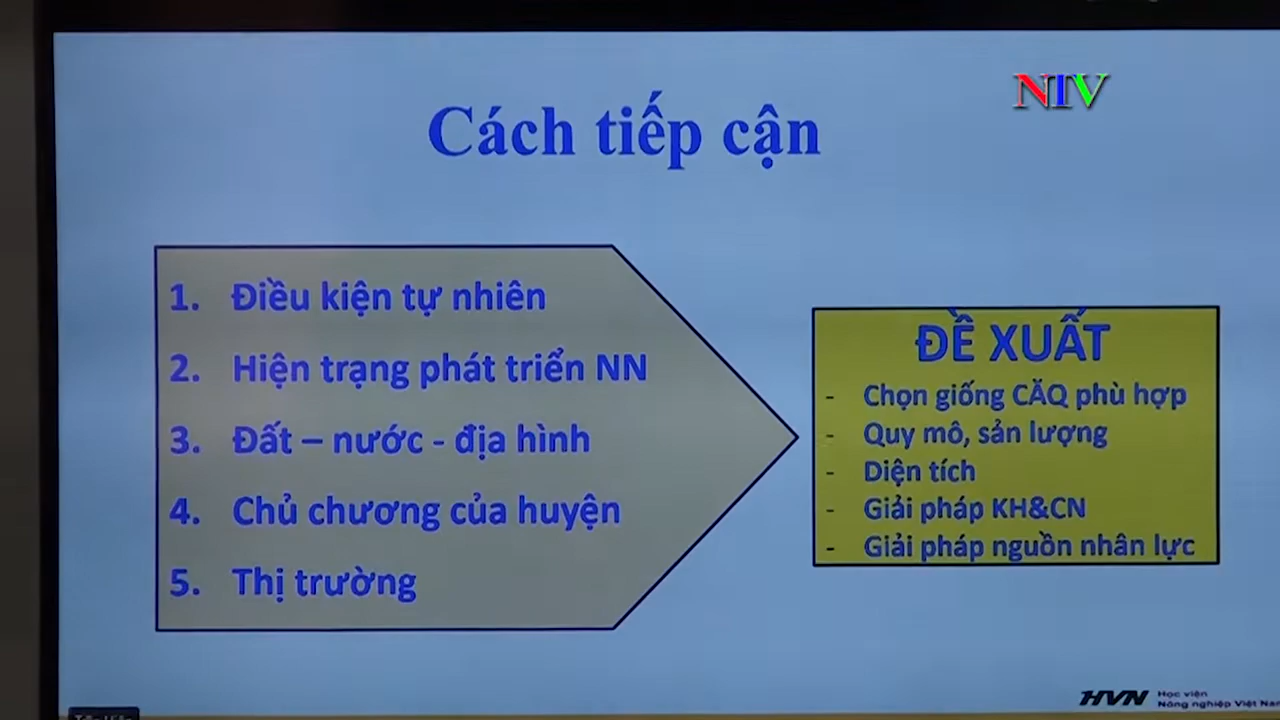 NIV
Cách tiếp cận
1. Điều kiện tự nhiên
2. Hiện trạng phát triển NN
3. Đất – nước - địa hình
4. Chủ chương của huyện
5. Thị trường
ĐỀ XUẤT
- Chọn giống CĂQ phù hợp
- Quy mô, sản lượng
- Diện tích
- Giải pháp KH&CN
- Giải pháp nguồn nhân lực
HVN
Học viện
Nông nghiệp Việt Nam